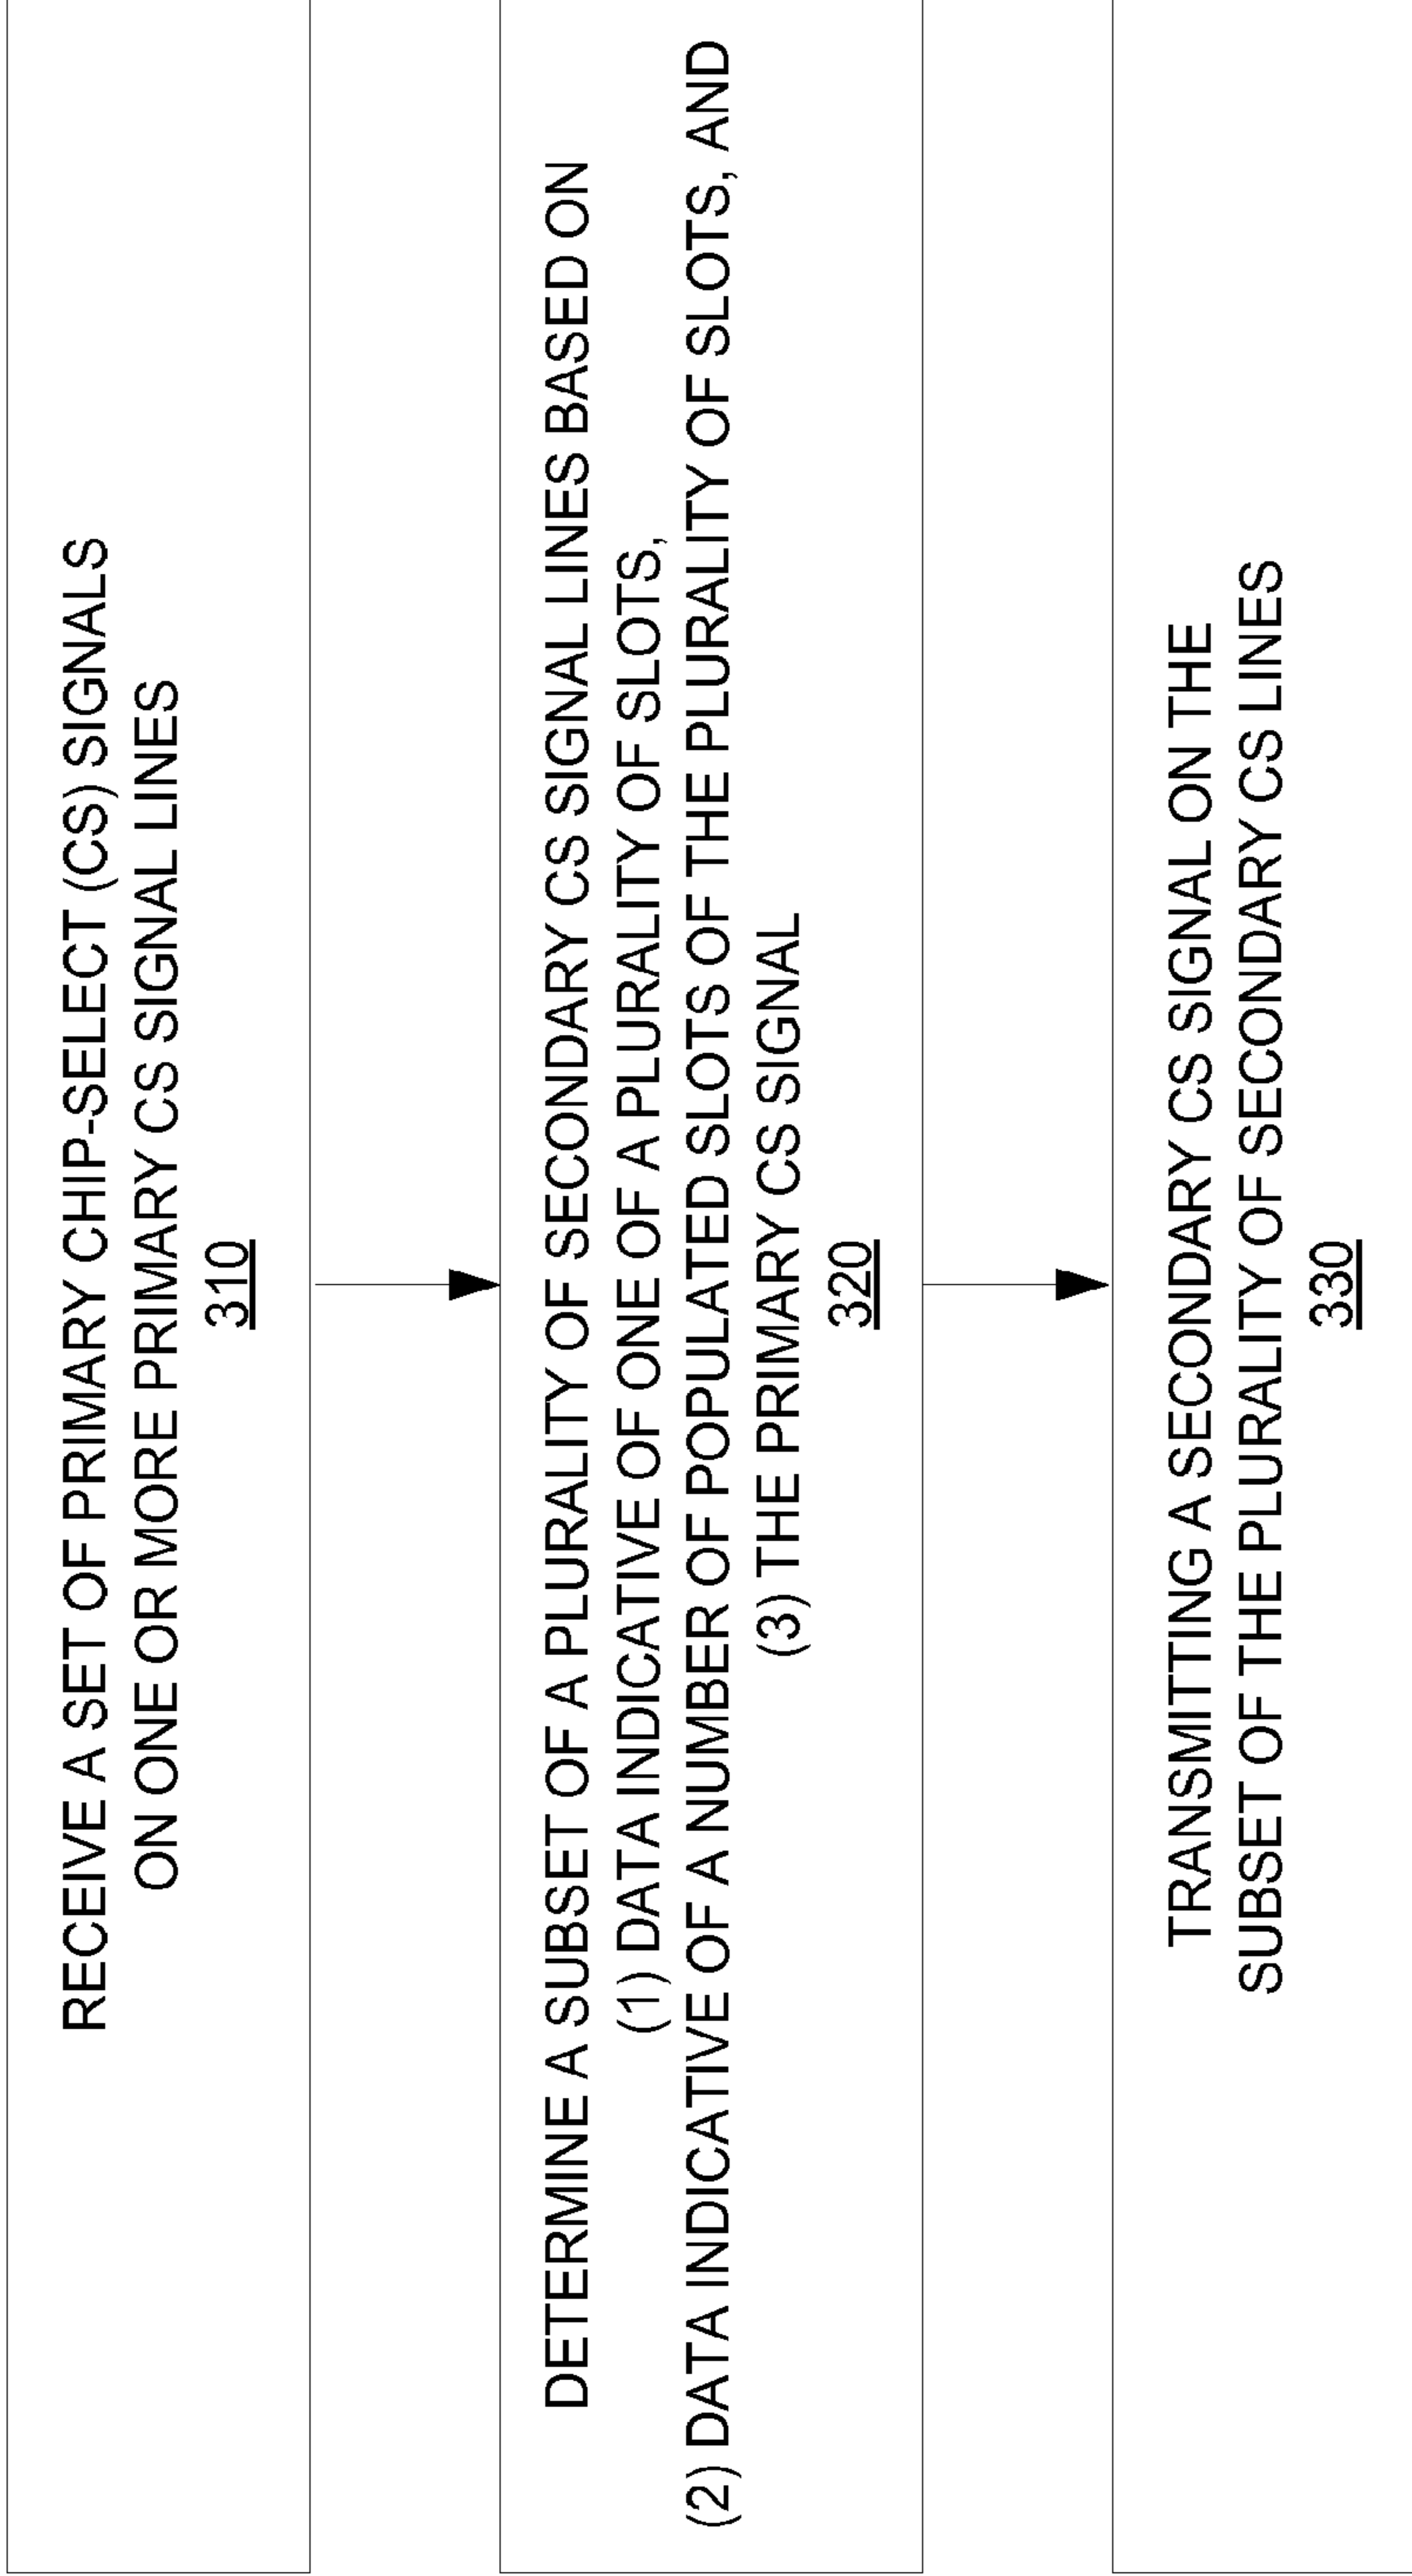 RECEIVE A SET OF PRIMARY CHIP-SELECT (CS) SIGNALS
ON ONE OR MORE PRIMARY CS SIGNAL LINES
310
DETERMINE A SUBSET OF A PLURALITY OF SECONDARY CS SIGNAL LINES BASED ON
(1) DATA INDICATIVE OF ONE OF A PLURALITY OF SLOTS,
(2) DATA INDICATIVE OF A NUMBER OF POPULATED SLOTS OF THE PLURALITY OF SLOTS, AND
(3) THE PRIMARY CS SIGNAL
320
TRANSMITTING A SECONDARY CS SIGNAL ON THE
SUBSET OF THE PLURALITY OF SECONDARY CS LINES
330